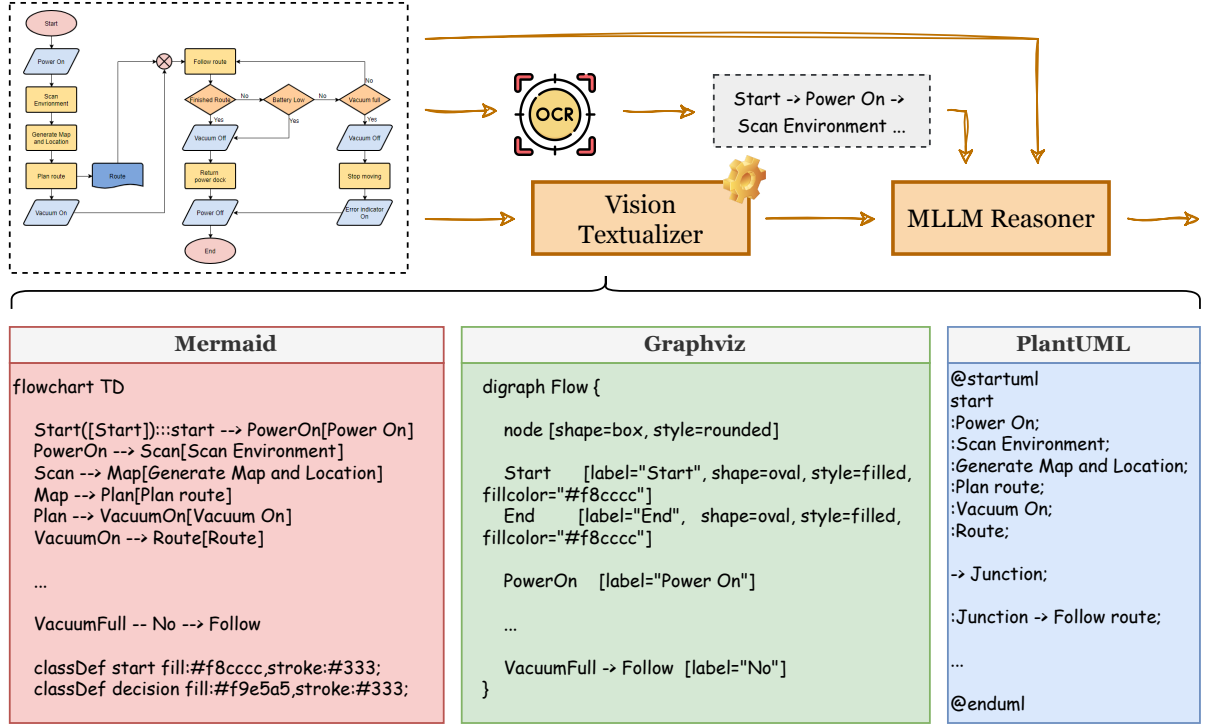 Start
Power On
Scan
Envrionment
Generate Map
and Location
Plan route
Route
Vacuum On
Follow route
Finished Route
No
Battery Low
No
Vacuum full
No
Yes
Yes
Yes
Vacuum Off
Vacuum Off
Return
power dock
Stop moving
Power Off
Error indicator
On
End
OCR
Start -> Power On ->
Scan Environment ...
Vision
Textualizer
MLLM Reasoner
Mermaid
flowchart TD
Start([Start]):::start --> PowerOn[Power On]
PowerOn --> Scan[Scan Environment]
Scan --> Map[Generate Map and Location]
Map --> Plan[Plan route]
Plan --> VacuumOn[Vacuum On]
VacuumOn --> Route[Route]
...
VacuumFull -- No --> Follow
classDef start fill:#f8cccc,stroke:#333;
classDef decision fill:#f9e5a5,stroke:#333;
Graphviz
digraph Flow {
node [shape=box, style=rounded]
Start [label="Start", shape=oval, style=filled,
fillcolor="#f8cccc"]
End [label="End", shape=oval, style=filled,
fillcolor="#f8cccc"]
PowerOn [label="Power On"]
...
VacuumFull -> Follow [label="No"]
}
PlantUML
@startuml
start
:Power On;
:Scan Environment;
:Generate Map and Location;
:Plan route;
:Vacuum On;
:Route;
-> Junction;
:Junction -> Follow route;
...
@enduml